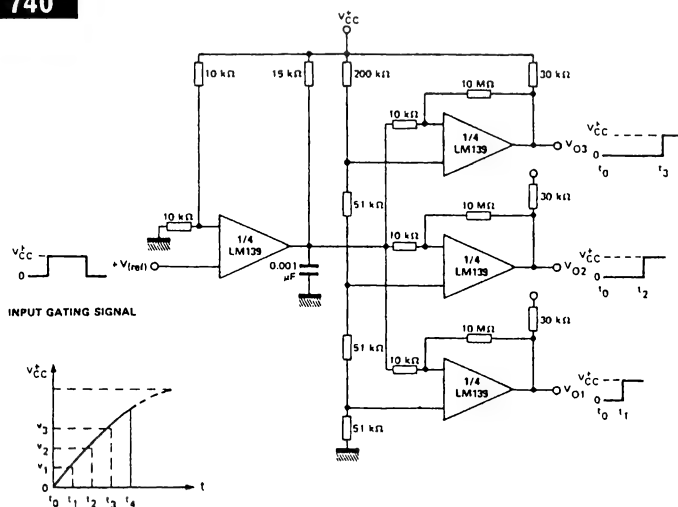 740
V⁺CC
10 kΩ
15 kΩ
200 kΩ
10 MΩ
30 kΩ
10 kΩ
1/4
LM139
VO3
V⁺CC
0
t0
t3
51 kΩ
10 kΩ
1/4
LM139
10 MΩ
30 kΩ
10 kΩ
1/4
LM139
VO2
V⁺CC
0
t0
t2
V⁺CC
0
+V(ref)
0.001
μF
INPUT GATING SIGNAL
51 kΩ
10 MΩ
30 kΩ
10 kΩ
1/4
LM139
VO1
V⁺CC
0
t0
t1
51 kΩ
V⁺CC
v3
v2
v1
0
t0 t1 t2 t3 t4
t